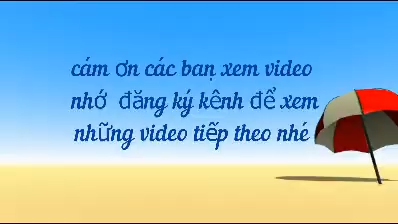 cám ơn các bạn xem video
nhớ đăng ký kênh để xem
những video tiếp theo nhé